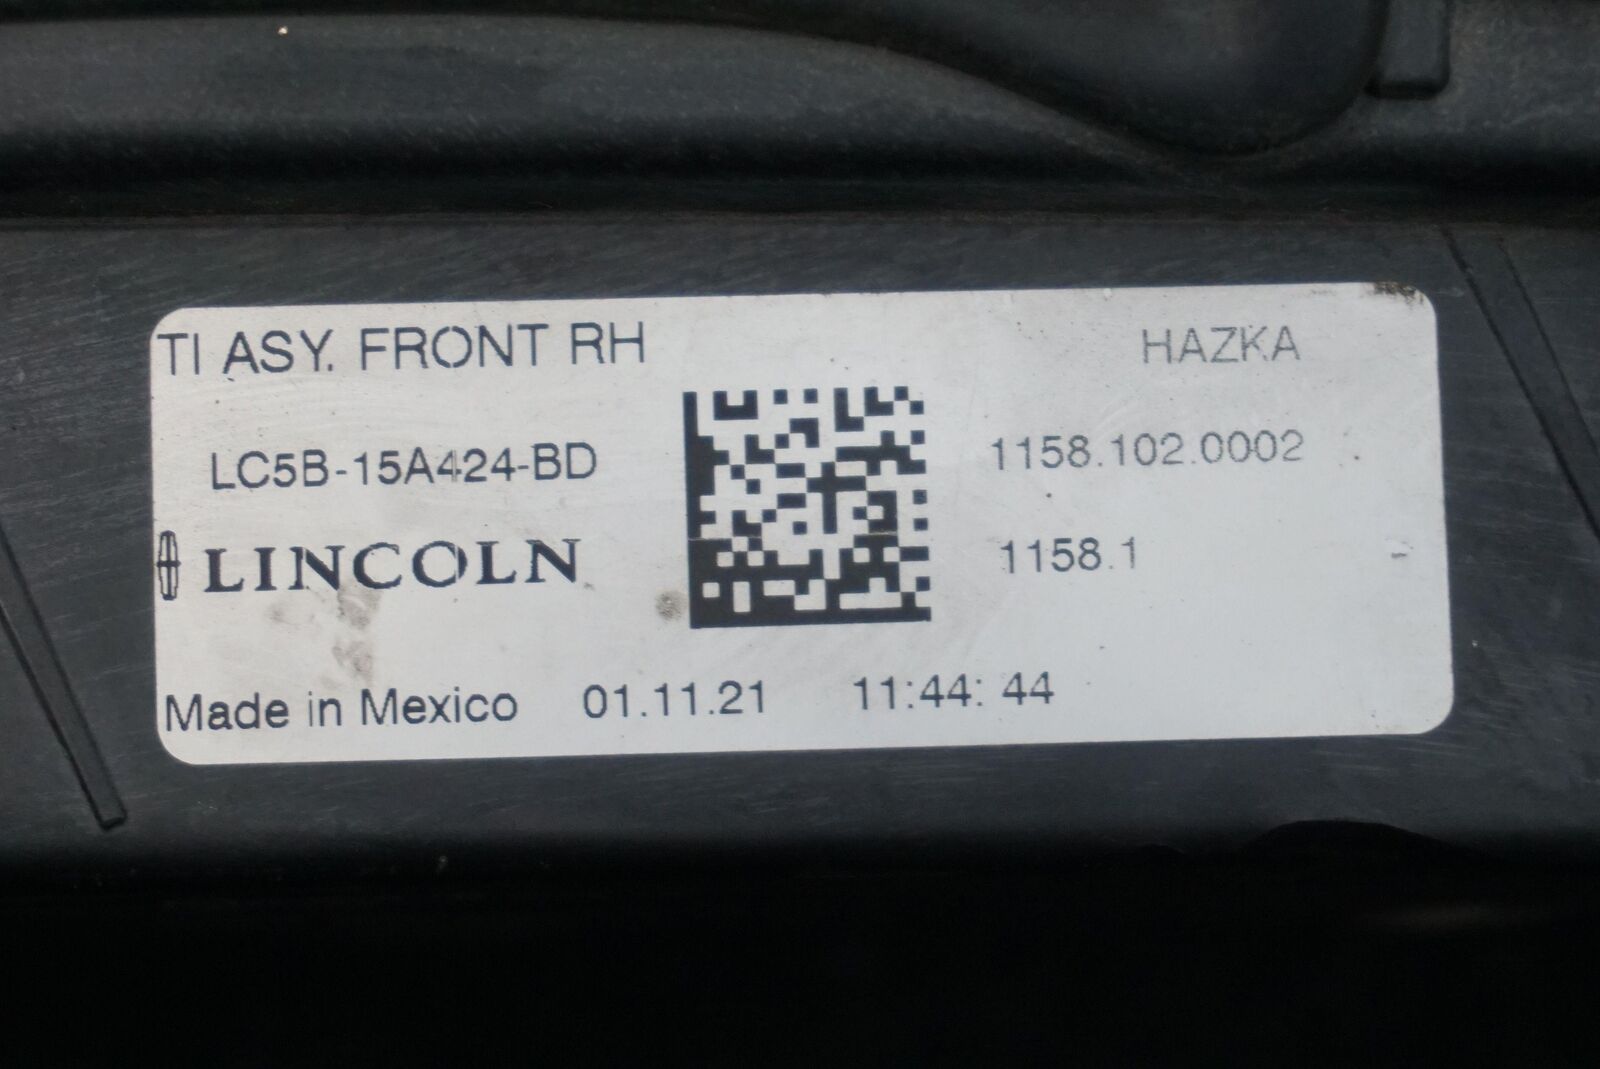 TI ASY. FRONT RH
HAZKA
LC5B-15A424-BD
1158.102.0002
LINCOLN
1158.1
Made in Mexico 01.11.21 11:44: 44